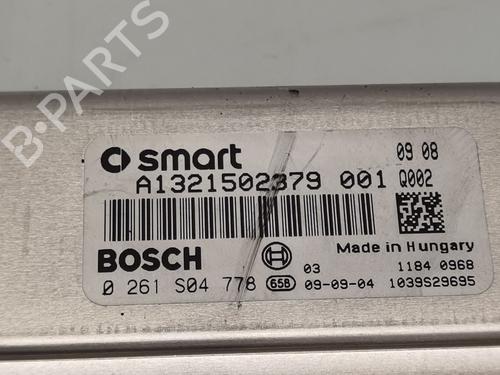 B-PARTS
smart 09 08
A1321502379 001 Q002
BOSCH Made in Hungary
03 1184 0968
0 261 S04 778 658 09-09-04 1039S29695